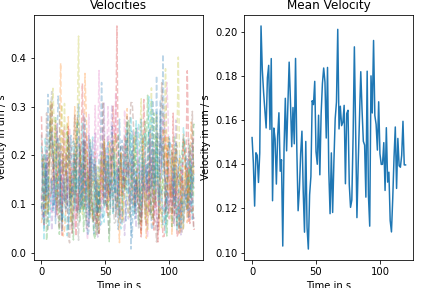 Velocities
Velocity in um / s
0.0
0.1
0.2
0.3
0.4
0
50
100
Time in s
Mean Velocity
Velocity in um / s
0.10
0.12
0.14
0.16
0.18
0.20
0
50
100
Time in s